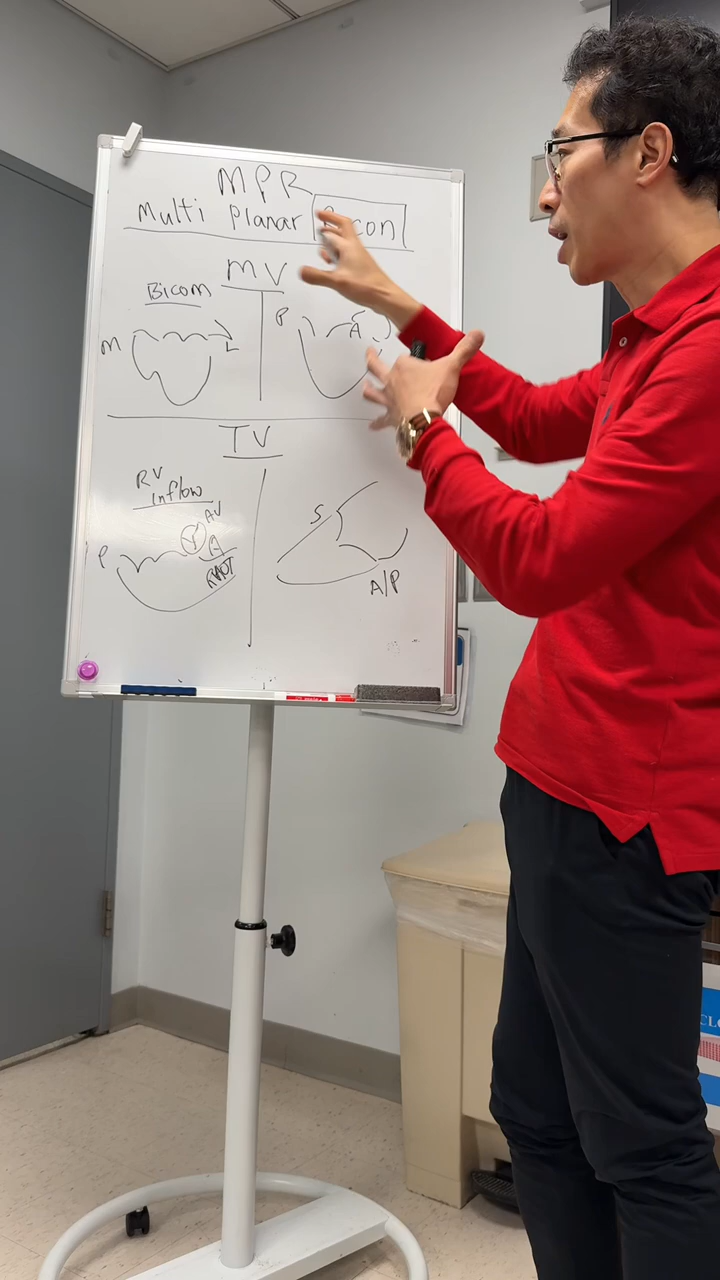 MPR
Multi Planar Recon
MV
Bicom
M
L
P
A
TV
RV
inflow
AV
P
A
RVOT
S
A/P